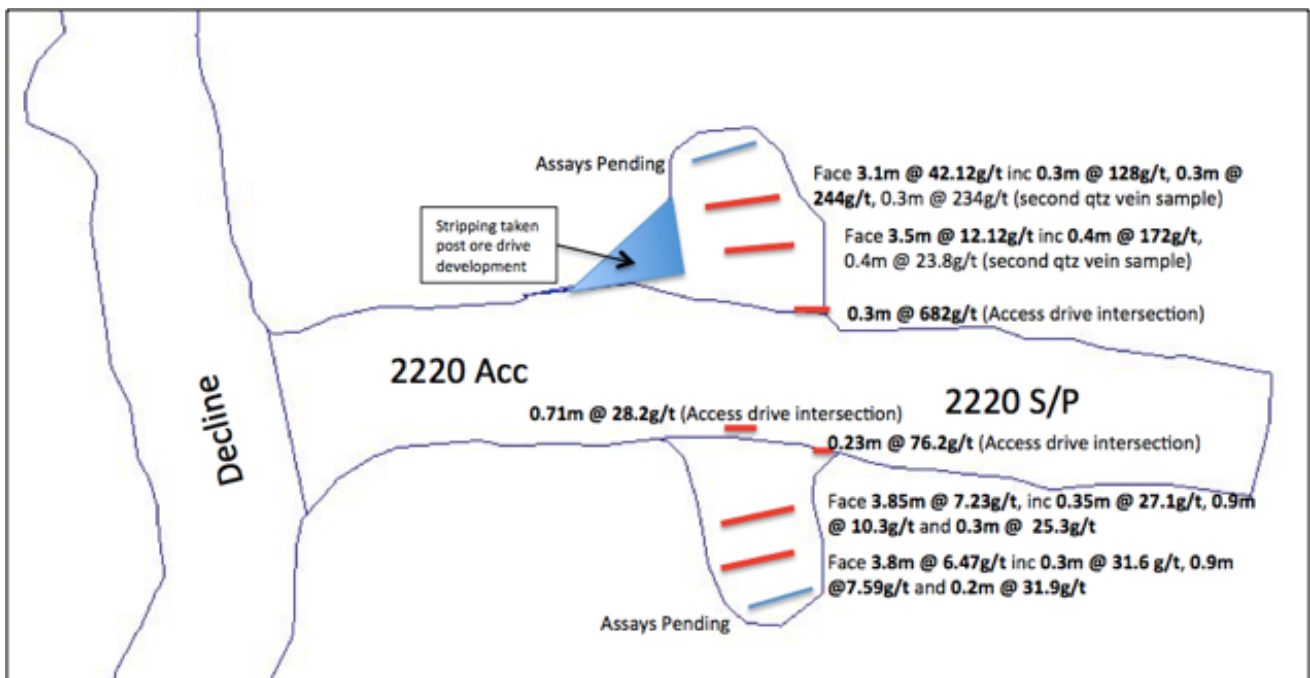 Assays Pending
Face 3.1m @ 42.12g/t inc 0.3m @ 128g/t, 0.3m @
244g/t, 0.3m @ 234g/t (second qtz vein sample)
Stripping taken
post ore drive
development
Face 3.5m @ 12.12g/t inc 0.4m @ 172g/t,
0.4m @ 23.8g/t (second qtz vein sample)
0.3m @ 682g/t (Access drive intersection)
Decline
2220 Acc
2220 S/P
0.71m @ 28.2g/t (Access drive intersection)
0.23m @ 76.2g/t (Access drive intersection)
Face 3.85m @ 7.23g/t, inc 0.35m @ 27.1g/t, 0.9m
@ 10.3g/t and 0.3m @ 25.3g/t
Face 3.8m @ 6.47g/t inc 0.3m @ 31.6 g/t, 0.9m
@7.59g/t and 0.2m @ 31.9g/t
Assays Pending